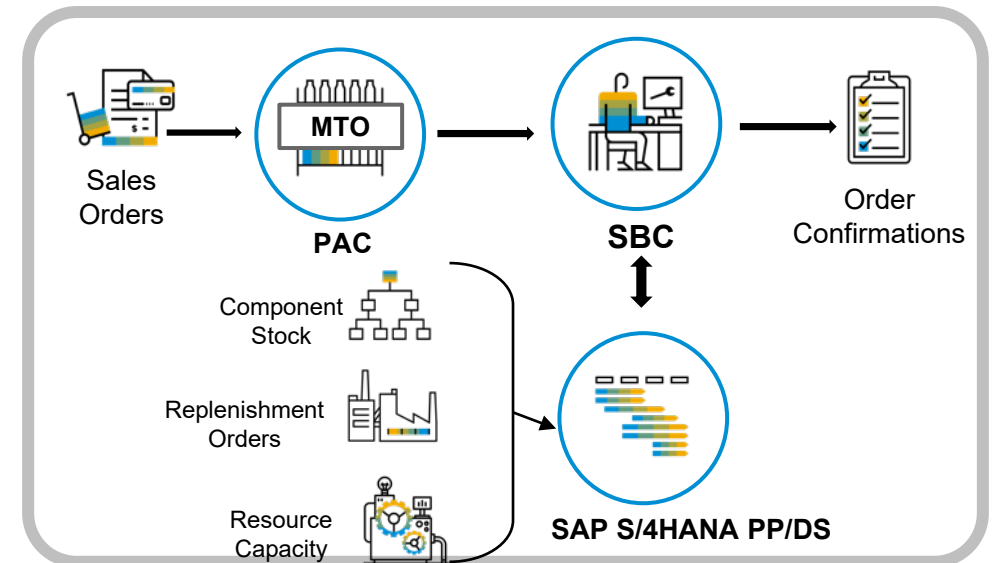 Sales
Orders
MTO
PAC
SBC
Order
Confirmations
Component
Stock
Replenishment
Orders
Resource
Capacity
SAP S/4HANA PP/DS
$ =